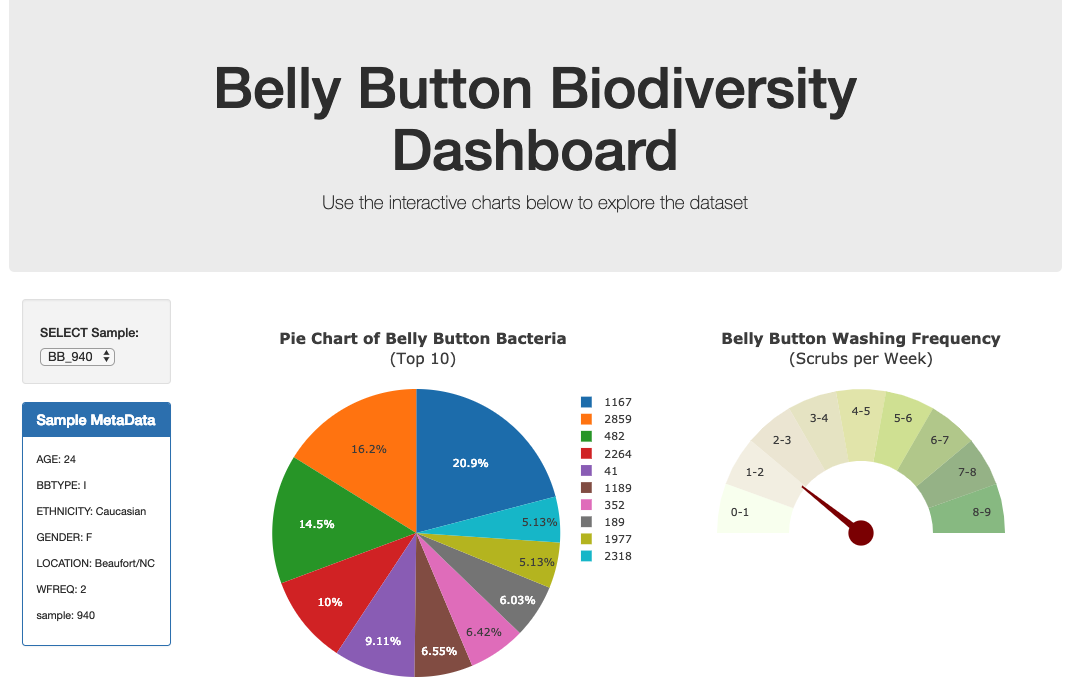 Belly Button Biodiversity
Dashboard
Use the interactive charts below to explore the dataset
SELECT Sample:
BB_940
Sample MetaData
AGE: 24
BBTYPE: I
ETHNICITY: Caucasian
GENDER: F
LOCATION: Beaufort/NC
WFREQ: 2
sample: 940
Pie Chart of Belly Button Bacteria
(Top 10)
20.9%
16.2%
14.5%
10%
9.11%
6.55%
6.42%
6.03%
5.13%
5.13%
1167
2859
482
2264
41
1189
352
189
1977
2318
Belly Button Washing Frequency
(Scrubs per Week)
0-1
1-2
2-3
3-4
4-5
5-6
6-7
7-8
8-9